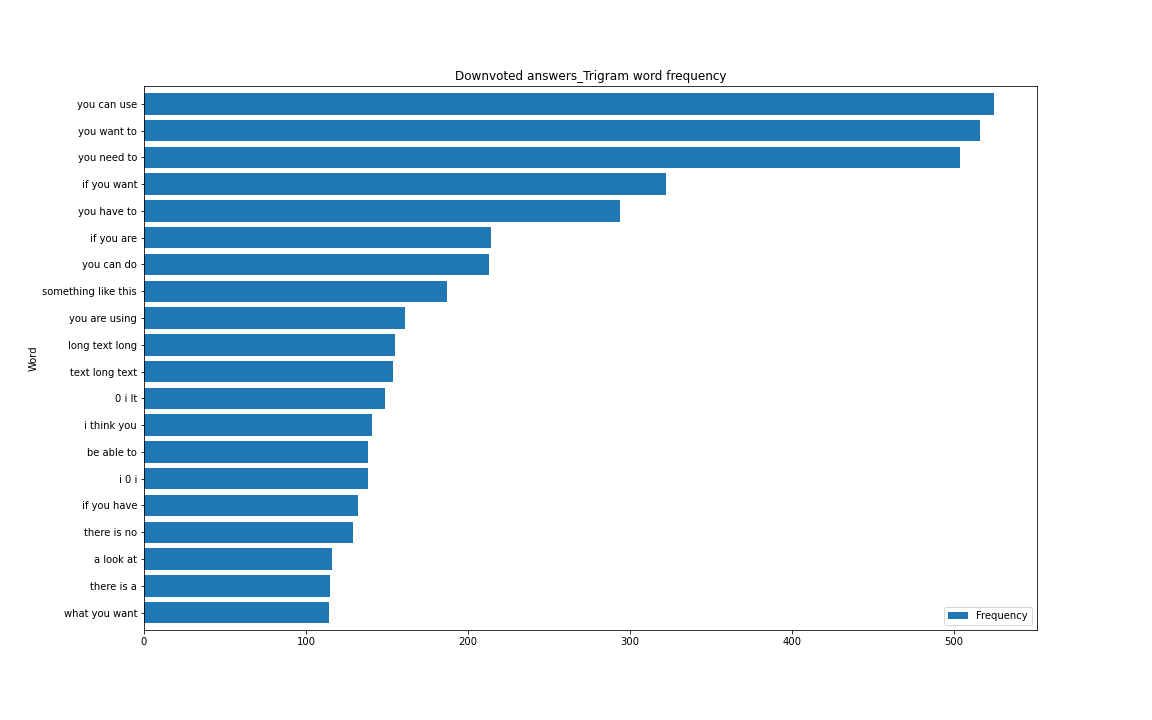 Downvoted answers_Trigram word frequency
you can use
you want to
you need to
if you want
you have to
if you are
you can do
something like this
you are using
long text long
text long text
0 i lt
i think you
be able to
i 0 i
if you have
there is no
a look at
there is a
what you want
Word
Frequency
0 100 200 300 400 500